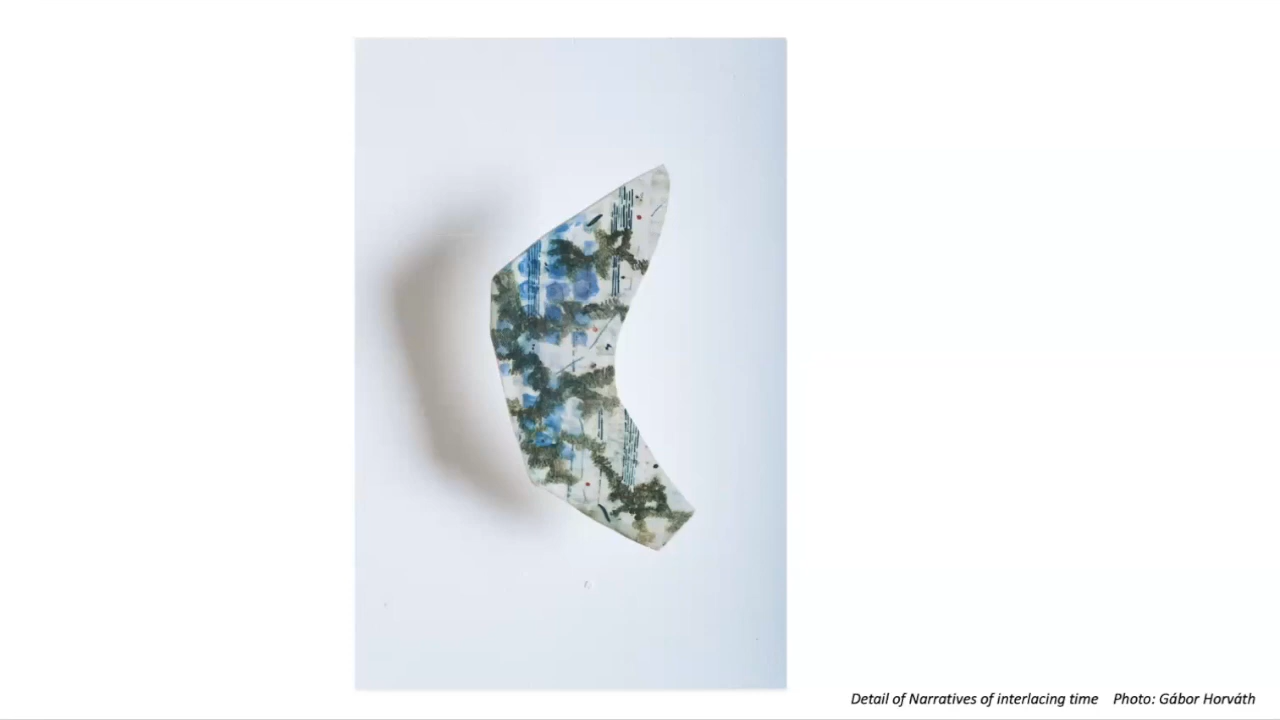 Detail of Narratives of interlacing time    Photo: Gábor Horváth